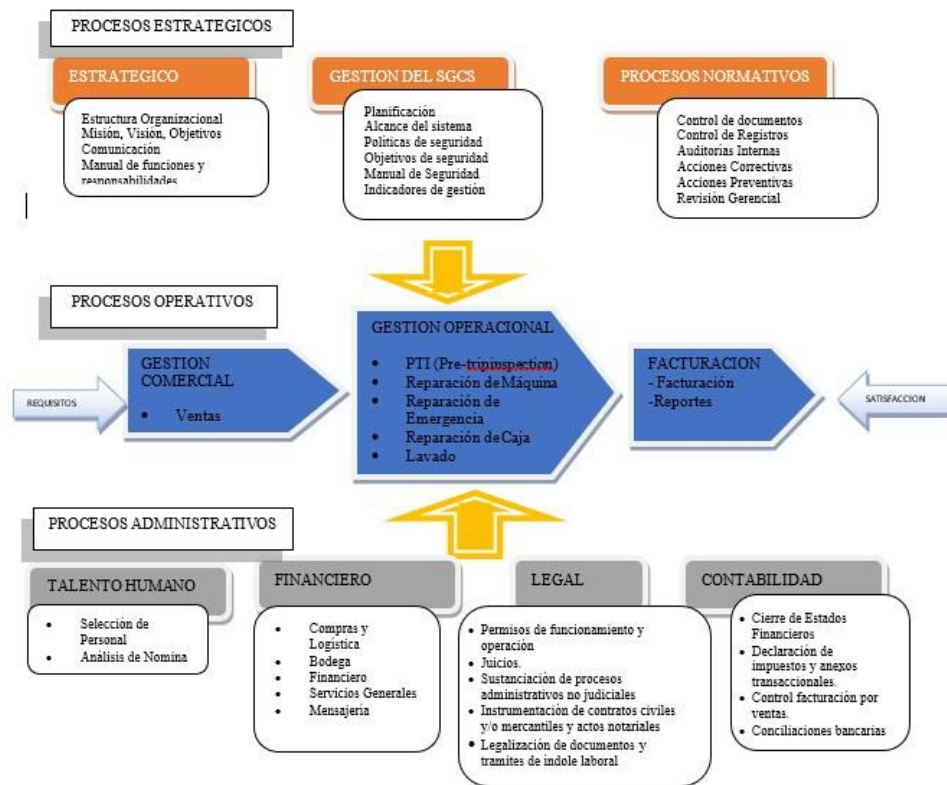 PROCESOS ESTRATEGICOS
ESTRATEGICO
Estructura Organizacional
Misión, Visión, Objetivos
Comunicación
Manual de funciones y
responsabilidades
GESTION DEL SGCS
Planificación
Alcance del sistema
Políticas de seguridad
Objetivos de seguridad
Manual de Seguridad
Indicadores de gestión
PROCESOS NORMATIVOS
Control de documentos
Control de Registros
Auditorias Internas
Acciones Correctivas
Acciones Preventivas
Revisión Gerencial
PROCESOS OPERATIVOS
REQUISITOS
GESTION
COMERCIAL
• Ventas
GESTION OPERACIONAL
• PTI (Pre-tripinspection)
• Reparación de Máquina
• Reparación de
Emergencia
• Reparación de Caja
• Lavado
FACTURACION
- Facturación
-Reportes
SATISFACCION
PROCESOS ADMINISTRATIVOS
TALENTO HUMANO
• Selección de
Personal
• Análisis de Nomina
FINANCIERO
• Compras y
Logística
• Bodega
• Financiero
• Servicios Generales
• Mensajería
LEGAL
• Permisos de funcionamiento y
operación
• Juicios.
• Sustanciación de procesos
administrativos no judiciales
• Instrumentación de contratos civiles
y/o mercantiles y actos notariales
• Legalización de documentos y
tramites de indole laboral
CONTABILIDAD
• Cierre de Estados
Financieros
• Declaración de
impuestos y anexos
transaccionales.
• Control facturación por
ventas.
• Conciliaciones bancarias